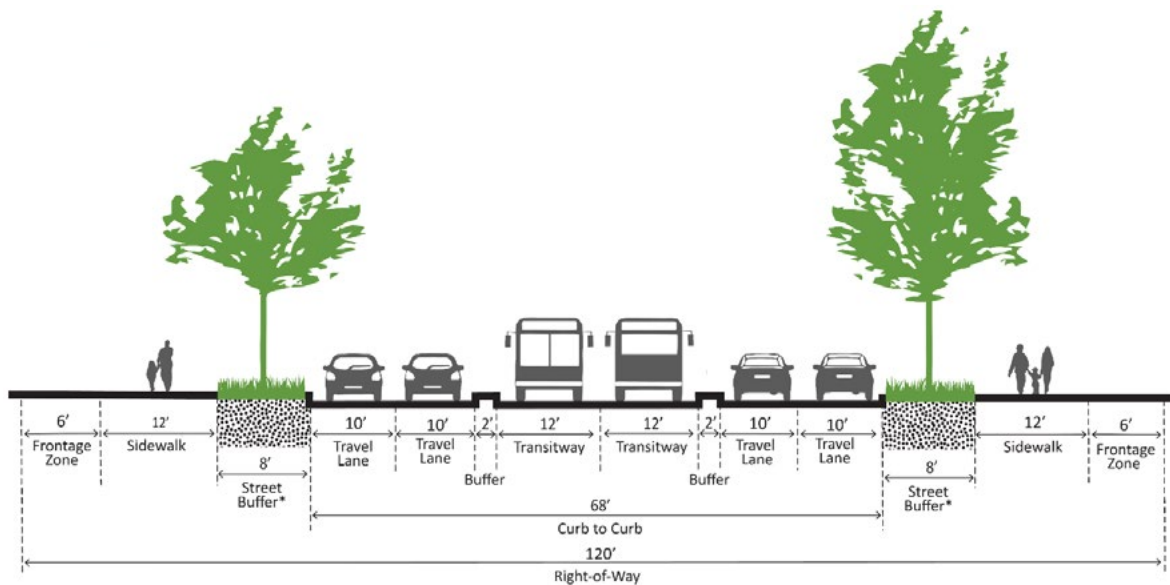 6’
Frontage
Zone
12’
Sidewalk
8’
Street
Buffer*
10’
Travel
Lane
10’
Travel
Lane
2’
Buffer
12’
Transitway
12’
Transitway
2’
Buffer
10’
Travel
Lane
10’
Travel
Lane
8’
Street
Buffer*
12’
Sidewalk
6’
Frontage
Zone
68’
Curb to Curb
120’
Right-of-Way